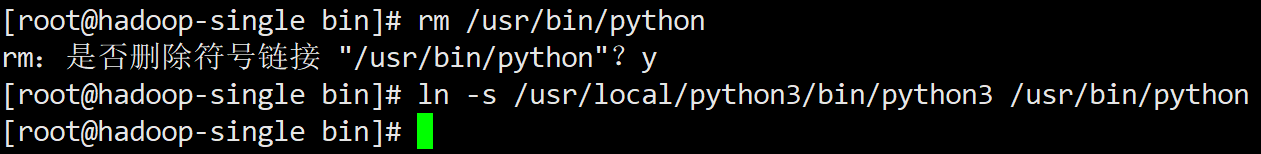 [root@hadoop-single bin]# rm /usr/bin/python
rm：是否删除符号链接 "/usr/bin/python"？y
[root@hadoop-single bin]# ln -s /usr/local/python3/bin/python3 /usr/bin/python
[root@hadoop-single bin]#